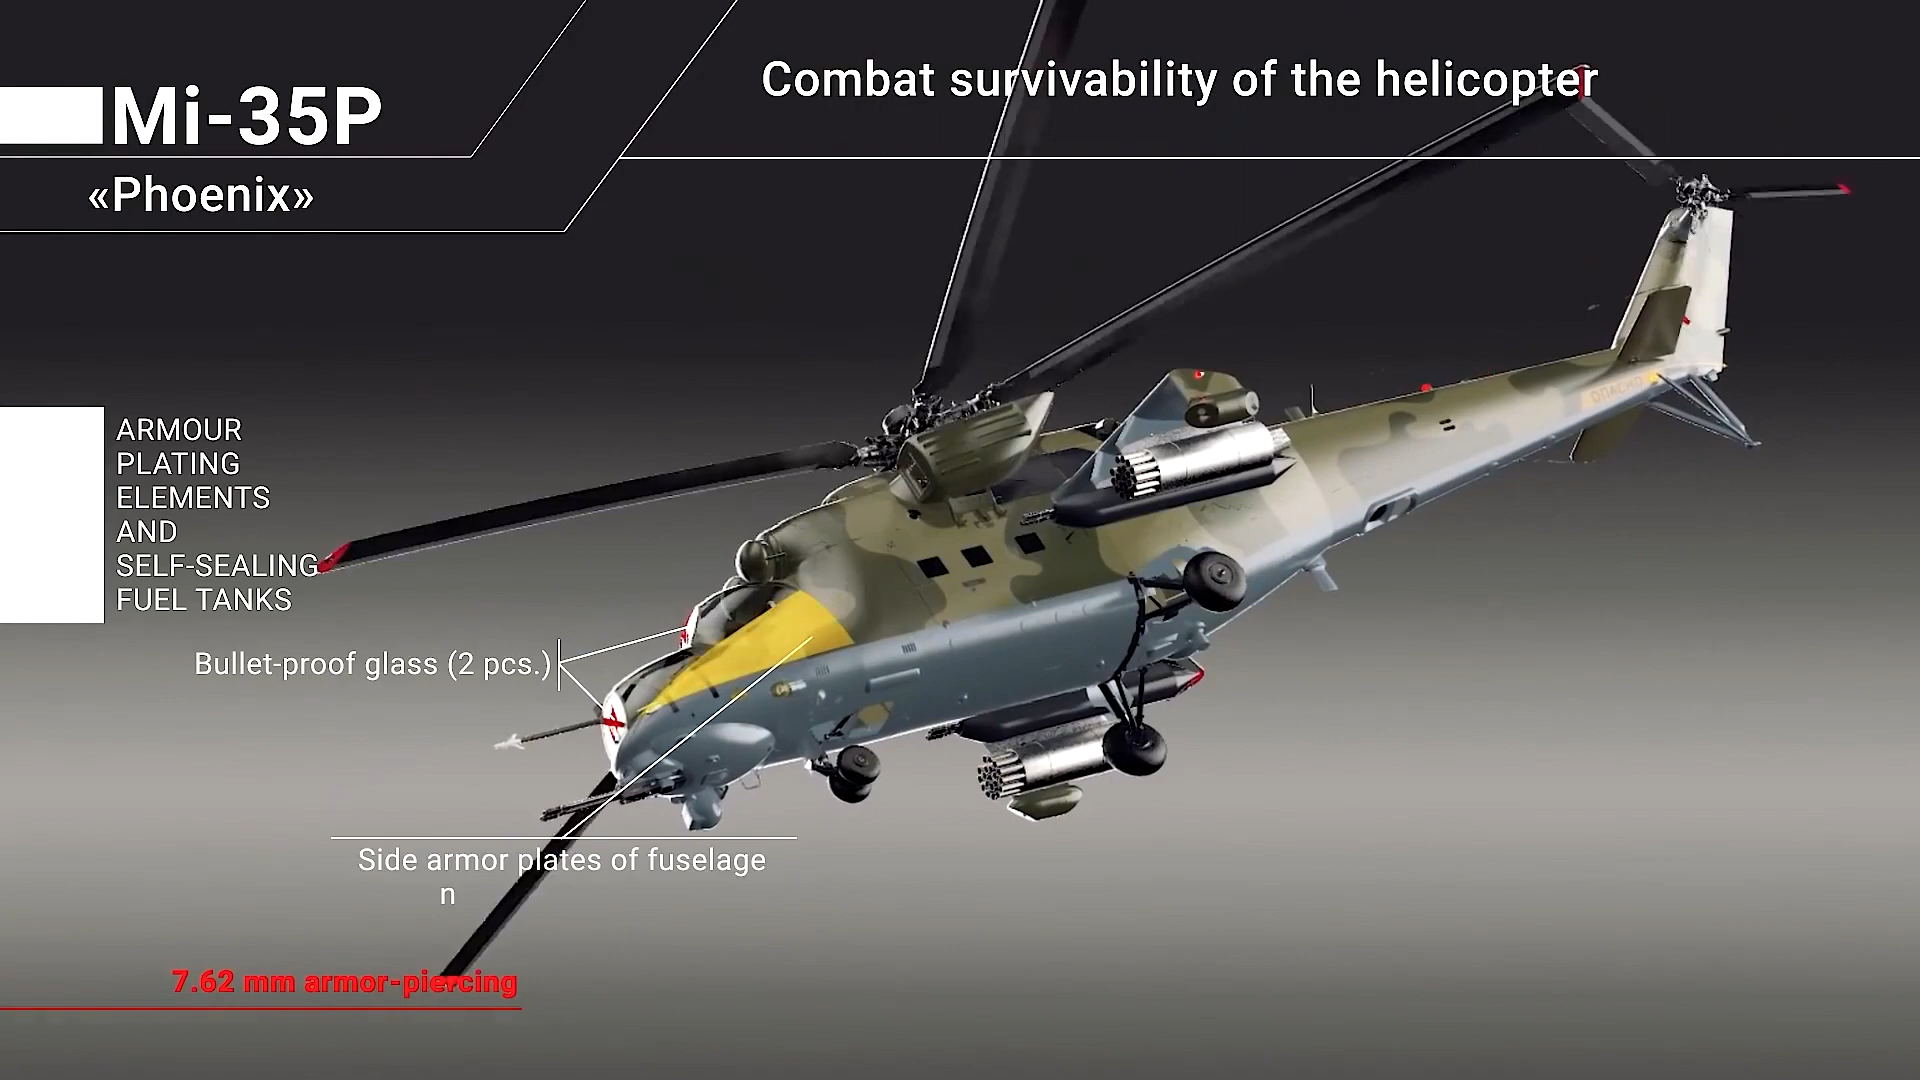 Mi-35P
«Phoenix»
Combat survivability of the helicopter
ARMOUR
PLATING
ELEMENTS
AND
SELF-SEALING
FUEL TANKS
Bullet-proof glass (2 pcs.)
Side armor plates of fuselage
n
7.62 mm armor-piercing
ОПАСНО